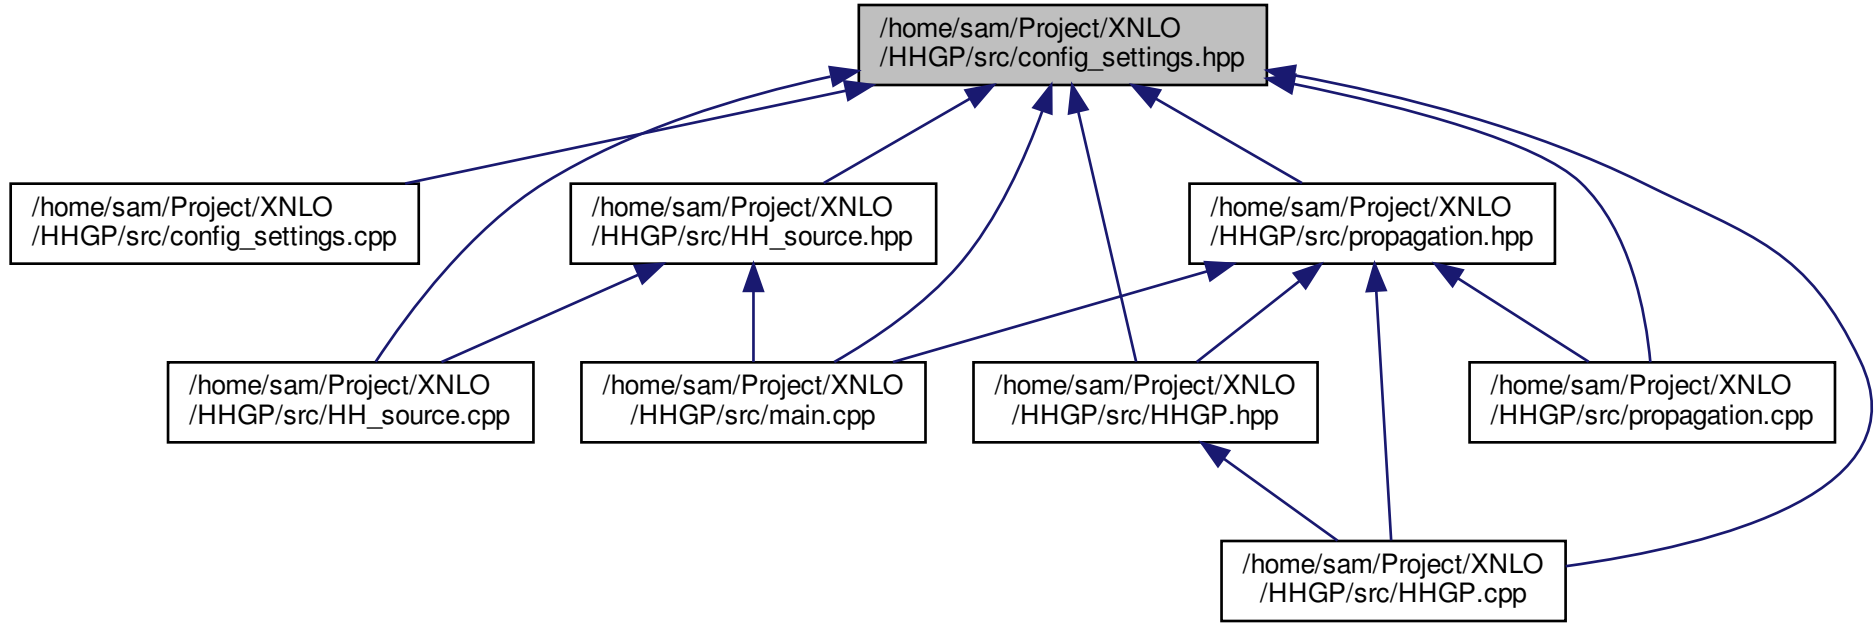 /home/sam/Project/XNLO
/HHGP/src/config_settings.hpp
/home/sam/Project/XNLO
/HHGP/src/config_settings.cpp
/home/sam/Project/XNLO
/HHGP/src/HH_source.hpp
/home/sam/Project/XNLO
/HHGP/src/propagation.hpp
/home/sam/Project/XNLO
/HHGP/src/HH_source.cpp
/home/sam/Project/XNLO
/HHGP/src/main.cpp
/home/sam/Project/XNLO
/HHGP/src/HHGP.hpp
/home/sam/Project/XNLO
/HHGP/src/propagation.cpp
/home/sam/Project/XNLO
/HHGP/src/HHGP.cpp